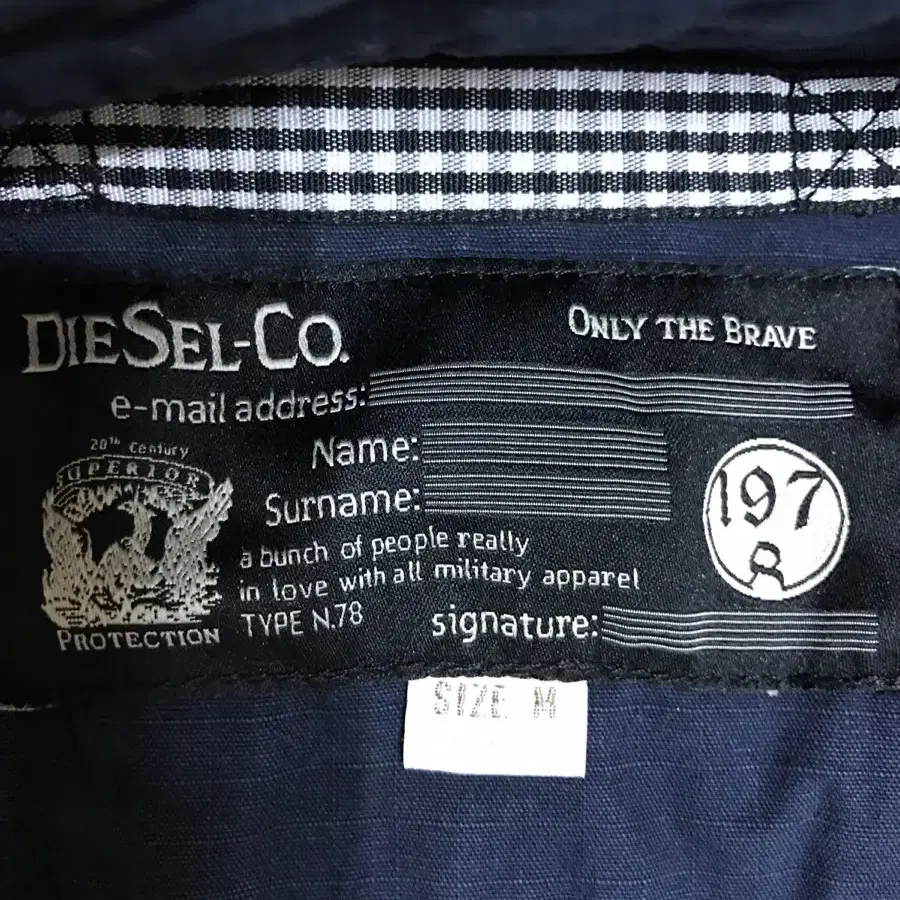 DIESEL-CO.
ONLY THE BRAVE
e-mail address:
Name:
Surname:
20th Century
SUPERIOR
PROTECTION
a bunch of people really
in love with all military apparel
TYPE N.78
signature:
197
8
SIZE M